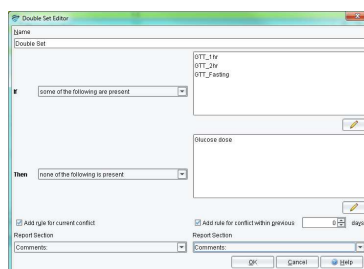 Double Set Editor
Name
Double Set
GTT_1hr
GTT_2hr
GTT_Fasting
If some of the following are present
Glucose dose
Then none of the following is present
Add rule for current conflict Add rule for conflict within previous 0 days
Report Section Report Section
Comments: Comments:
OK Cancel Help